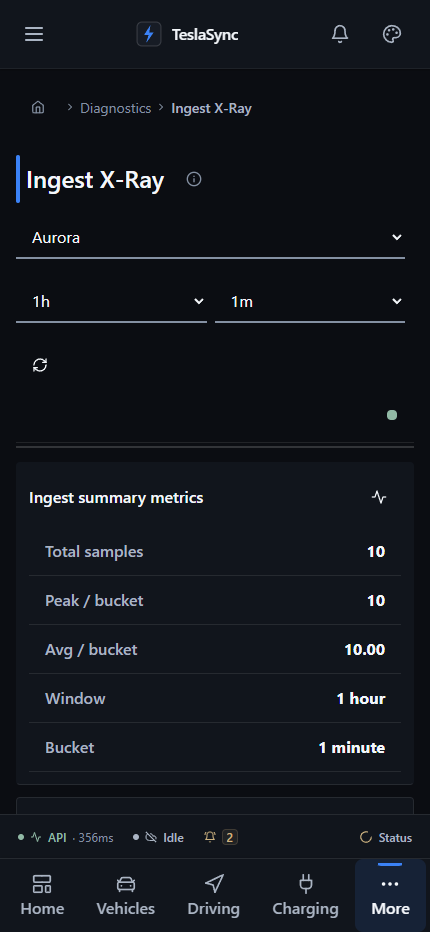 TeslaSync
Diagnostics Ingest X-Ray
Ingest X-Ray
Aurora
1h 1m
Ingest summary metrics
Total samples 10
Peak / bucket 10
Avg / bucket 10.00
Window 1 hour
Bucket 1 minute
API · 356ms Idle 2 Status
Home Vehicles Driving Charging More